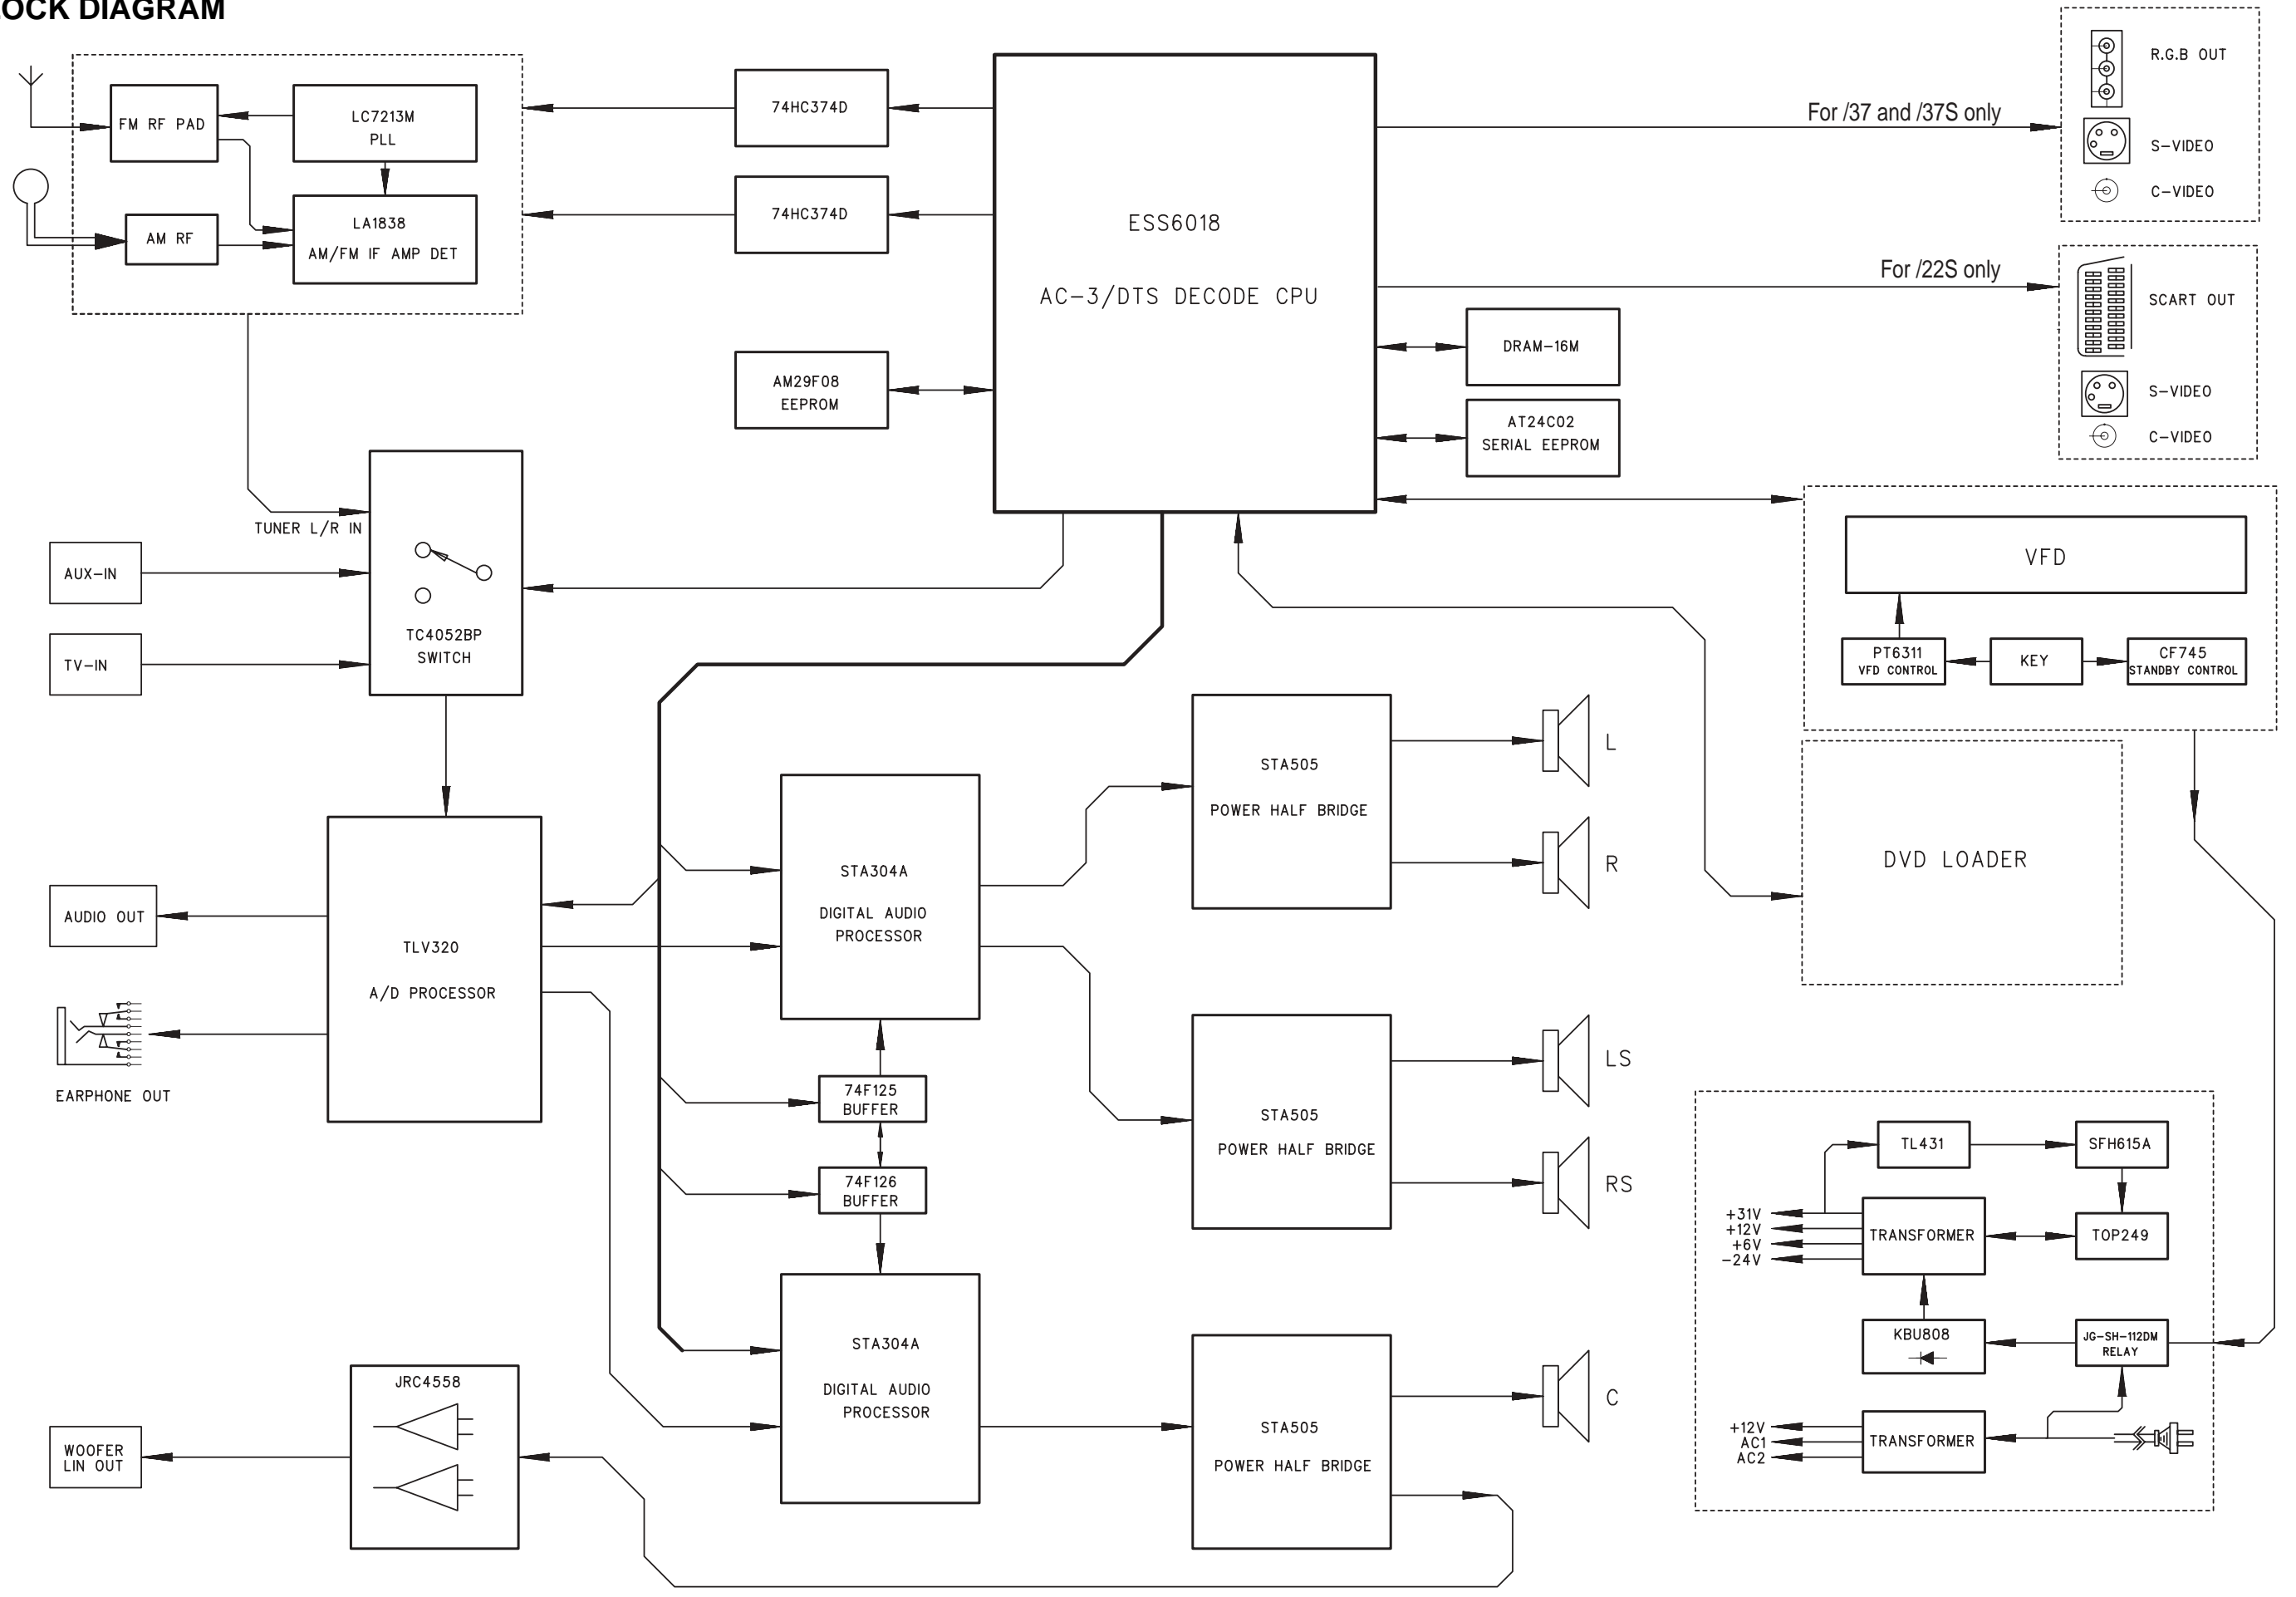 LOCK DIAGRAM
FM RF PAD
LC7213M
PLL
AM RF
LA1838
AM/FM IF AMP DET
74HC374D
74HC374D
AM29F08
EEPROM
ESS6018
AC-3/DTS DECODE CPU
For /37 and /37S only
R.G.B OUT
S-VIDEO
C-VIDEO
For /22S only
SCART OUT
S-VIDEO
C-VIDEO
DRAM-16M
AT24C02
SERIAL EEPROM
VFD
PT6311
VFD CONTROL
KEY
CF745
STANDBY CONTROL
DVD LOADER
TUNER L/R IN
AUX-IN
TV-IN
TC4052BP
SWITCH
AUDIO OUT
EARPHONE OUT
TLV320
A/D PROCESSOR
STA304A
DIGITAL AUDIO
PROCESSOR
74F125
BUFFER
74F126
BUFFER
STA304A
DIGITAL AUDIO
PROCESSOR
STA505
POWER HALF BRIDGE
L
R
STA505
POWER HALF BRIDGE
LS
RS
STA505
POWER HALF BRIDGE
C
JRC4558
WOOFER
LIN OUT
TL431
SFH615A
+31V
+12V
+6V
-24V
TRANSFORMER
TOP249
KBU808
JG-SH-112DM
RELAY
+12V
AC1
AC2
TRANSFORMER